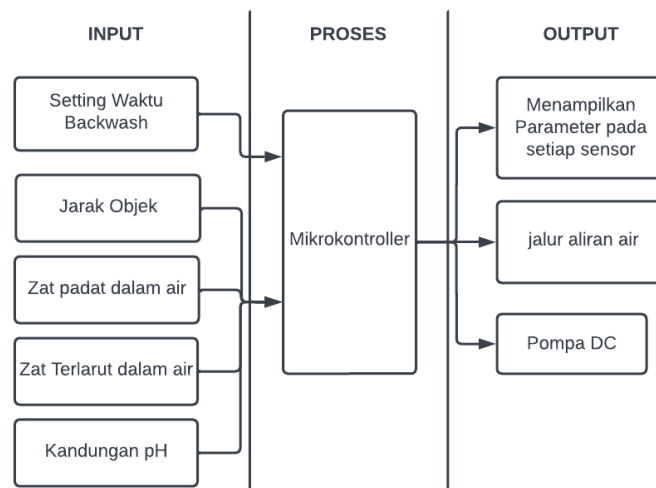 INPUT
PROSES
OUTPUT
Setting Waktu
Backwash
Jarak Objek
Zat padat dalam air
Zat Terlarut dalam air
Kandungan pH
Mikrokontroller
Menampilkan
Parameter pada
setiap sensor
jalur aliran air
Pompa DC